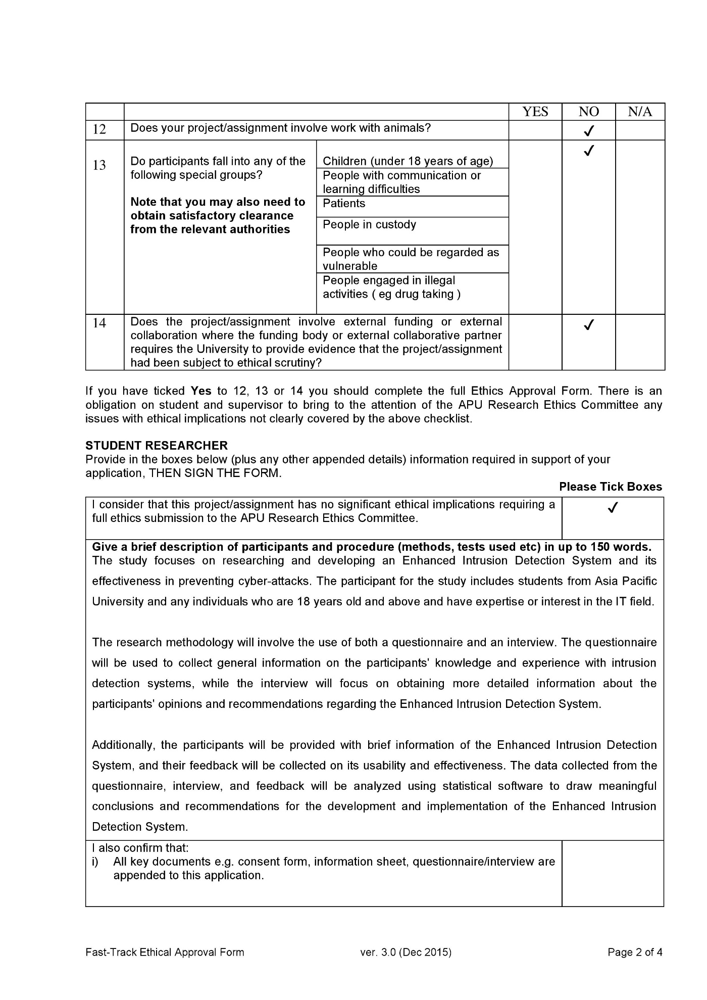 YES NO N/A
12 Does your project/assignment involve work with animals? ✓
✓
13 Do participants fall into any of the
following special groups?
Note that you may also need to
obtain satisfactory clearance
from the relevant authorities
Children (under 18 years of age)
People with communication or
learning difficulties
Patients
People in custody
People who could be regarded as
vulnerable
People engaged in illegal
activities ( eg drug taking )
14 Does the project/assignment involve external funding or external ✓
collaboration where the funding body or external collaborative partner
requires the University to provide evidence that the project/assignment
had been subject to ethical scrutiny?
If you have ticked Yes to 12, 13 or 14 you should complete the full Ethics Approval Form. There is an
obligation on student and supervisor to bring to the attention of the APU Research Ethics Committee any
issues with ethical implications not clearly covered by the above checklist.
STUDENT RESEARCHER
Provide in the boxes below (plus any other appended details) information required in support of your
application, THEN SIGN THE FORM.
Please Tick Boxes
I consider that this project/assignment has no significant ethical implications requiring a ✓
full ethics submission to the APU Research Ethics Committee.
Give a brief description of participants and procedure (methods, tests used etc) in up to 150 words.
The study focuses on researching and developing an Enhanced Intrusion Detection System and its
effectiveness in preventing cyber-attacks. The participant for the study includes students from Asia Pacific
University and any individuals who are 18 years old and above and have expertise or interest in the IT field.
The research methodology will involve the use of both a questionnaire and an interview. The questionnaire
will be used to collect general information on the participants' knowledge and experience with intrusion
detection systems, while the interview will focus on obtaining more detailed information about the
participants' opinions and recommendations regarding the Enhanced Intrusion Detection System.
Additionally, the participants will be provided with brief information of the Enhanced Intrusion Detection
System, and their feedback will be collected on its usability and effectiveness. The data collected from the
questionnaire, interview, and feedback will be analyzed using statistical software to draw meaningful
conclusions and recommendations for the development and implementation of the Enhanced Intrusion
Detection System.
I also confirm that:
i) All key documents e.g. consent form, information sheet, questionnaire/interview are
appended to this application.
Fast-Track Ethical Approval Form ver. 3.0 (Dec 2015) Page 2 of 4